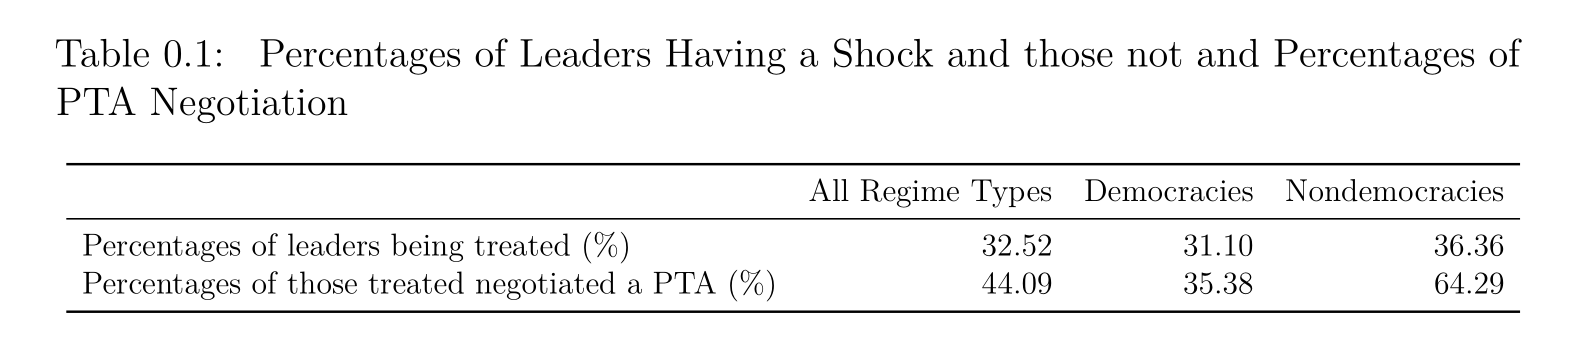 Table 0.1: Percentages of Leaders Having a Shock and those not and Percentages of
PTA Negotiation
All Regime Types Democracies Nondemocracies
Percentages of leaders being treated (%) 32.52 31.10 36.36
Percentages of those treated negotiated a PTA (%) 44.09 35.38 64.29